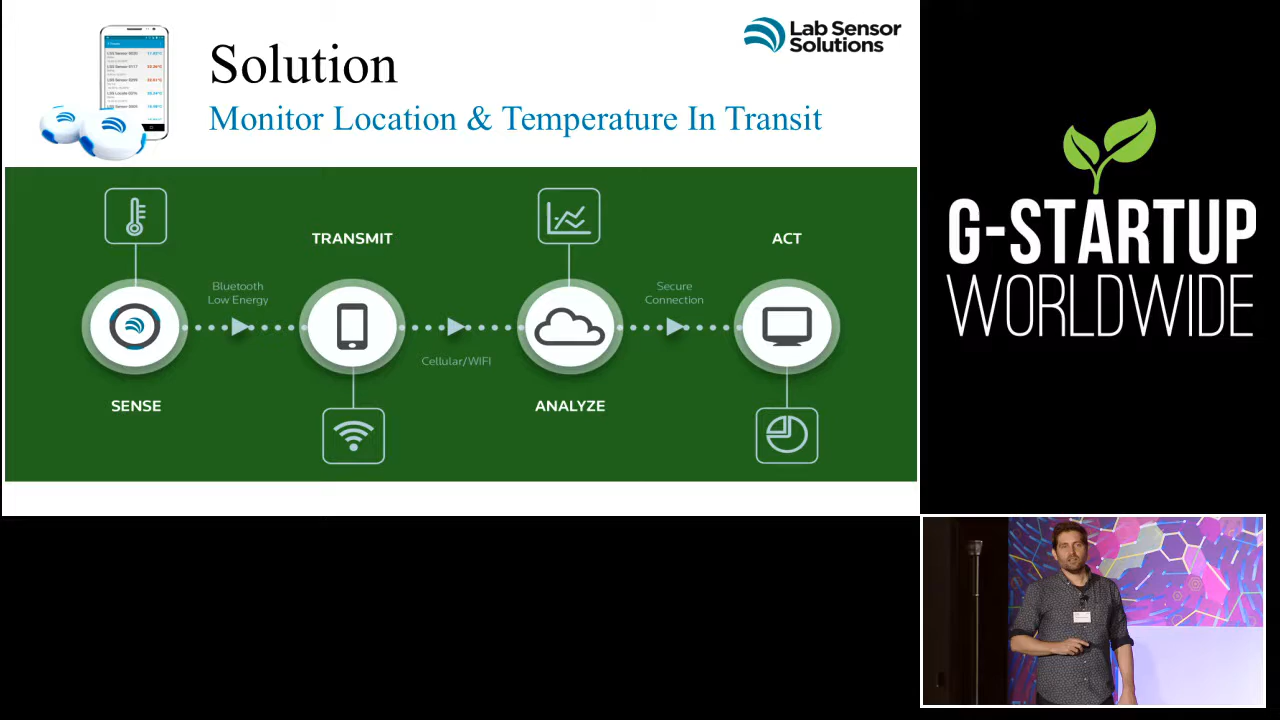 Solution
Monitor Location & Temperature In Transit
Lab Sensor
Solutions
TRANSMIT
ACT
Bluetooth
Low Energy
Secure
Connection
Cellular/WIFI
SENSE
ANALYZE
G-STARTUP
WORLDWIDE